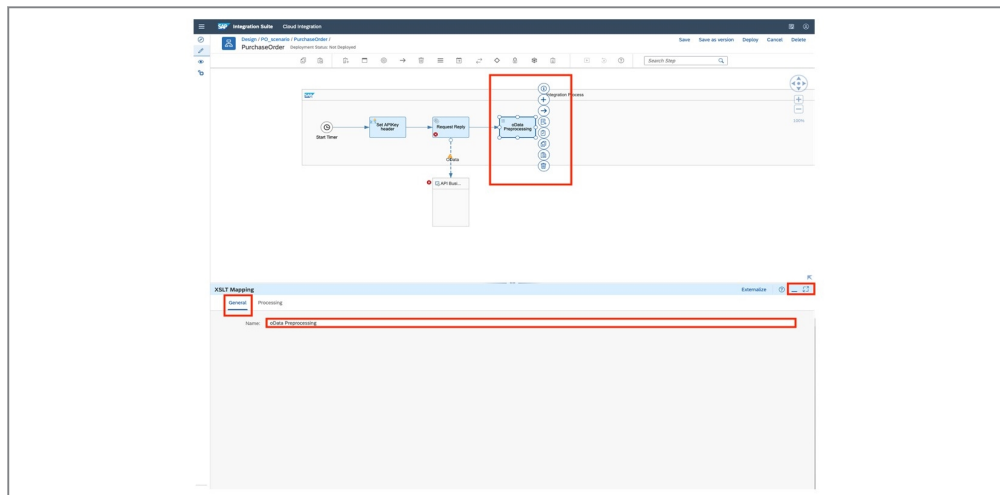 SAP Integration Suite Cloud Integration
Design / PO_scenario / PurchaseOrder /
PurchaseOrder Deployment Status: Not Deployed
Save Save as version Deploy Cancel Delete
Search Step
SAP
Integration Process
Start Timer
Set APIKey
header
Request Reply
oData
Preprocessing
OData
API Busi...
XSLT Mapping
Externalize
General Processing
Name: oData Preprocessing